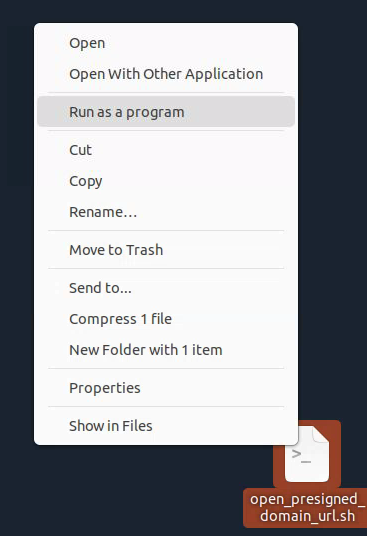 Open
Open With Other Application
Run as a program
Cut
Copy
Rename…
Move to Trash
Send to...
Compress 1 file
New Folder with 1 item
Properties
Show in Files
>_
open_presigned_
domain_url.sh